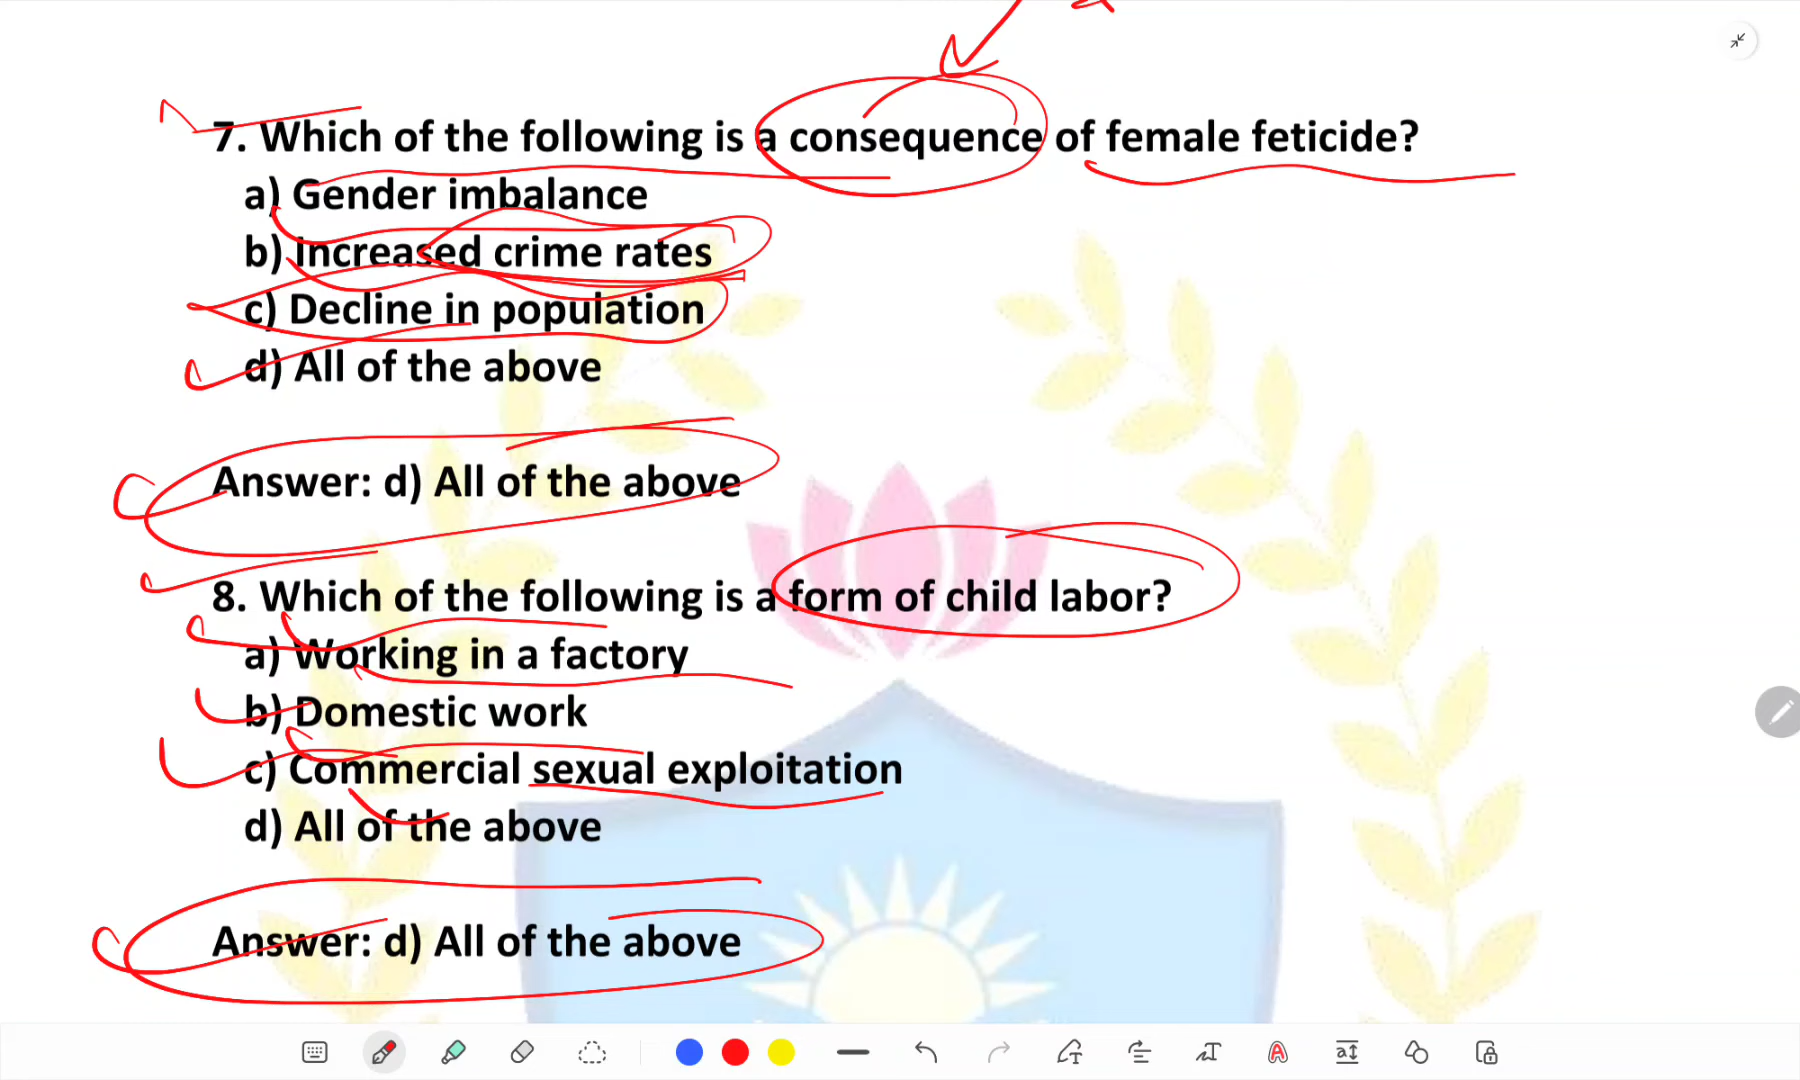 7. Which of the following is a consequence of female feticide?
a) Gender imbalance
b) Increased crime rates
c) Decline in population
d) All of the above
Answer: d) All of the above
8. Which of the following is a form of child labor?
a) Working in a factory
b) Domestic work
c) Commercial sexual exploitation
d) All of the above
Answer: d) All of the above